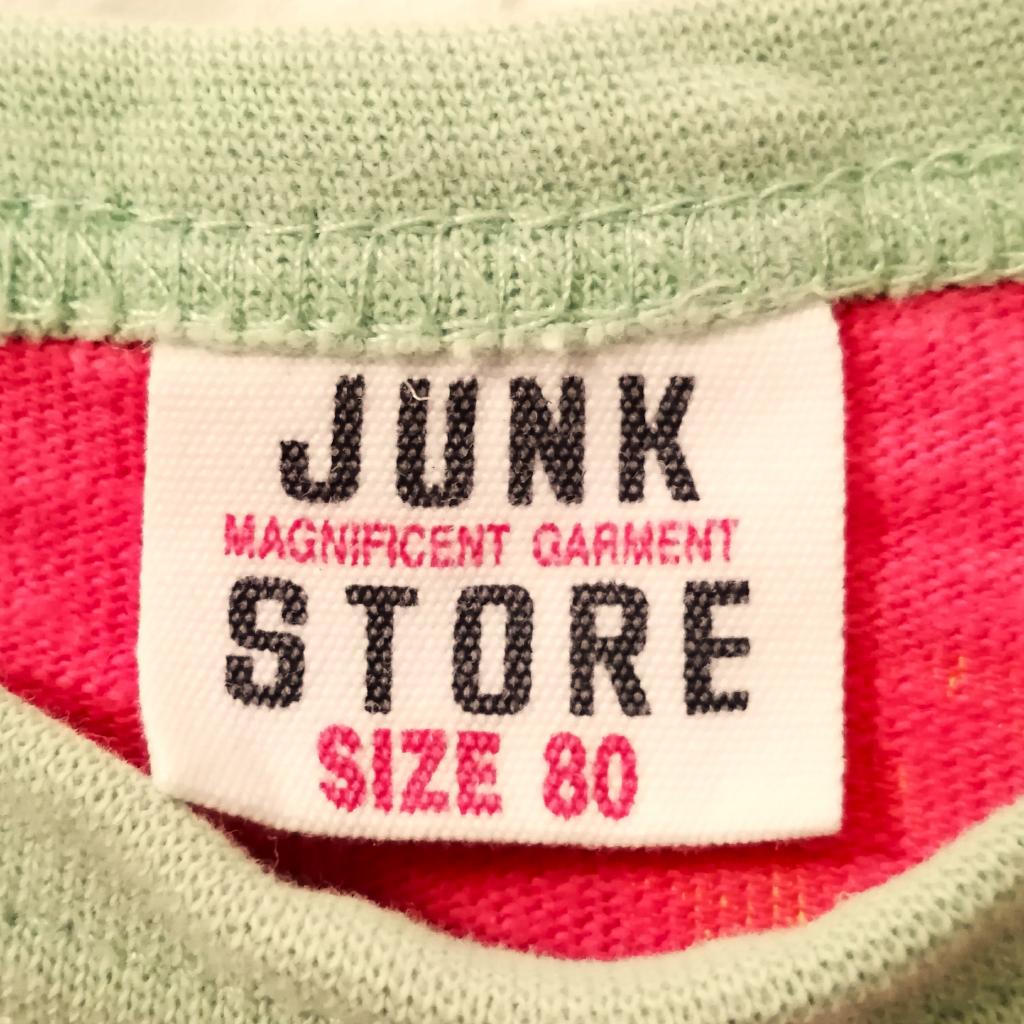 JUNK
MAGNIFICENT GARMENT
STORE
SIZE 80